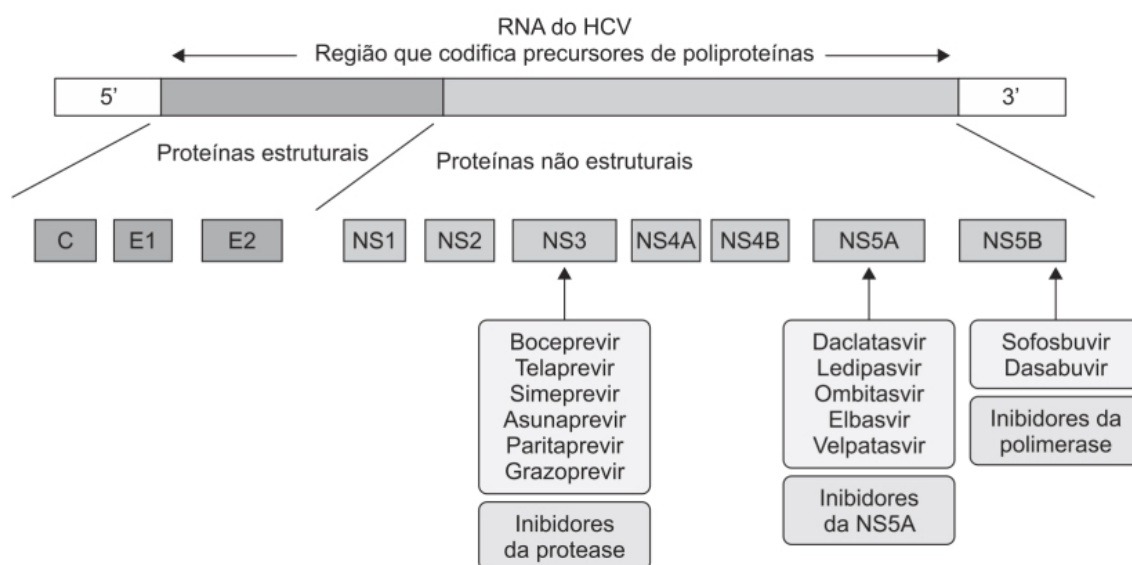 RNA do HCV
Região que codifica precursores de poliproteínas
5’
3’
Proteínas estruturais
Proteínas não estruturais
C
E1
E2
NS1
NS2
NS3
NS4A
NS4B
NS5A
NS5B
Boceprevir
Telaprevir
Simeprevir
Asunaprevir
Paritaprevir
Grazoprevir
Inibidores
da protease
Daclatasvir
Ledipasvir
Ombitasvir
Elbasvir
Velpatasvir
Inibidores
da NS5A
Sofosbuvir
Dasabuvir
Inibidores da
polimerase